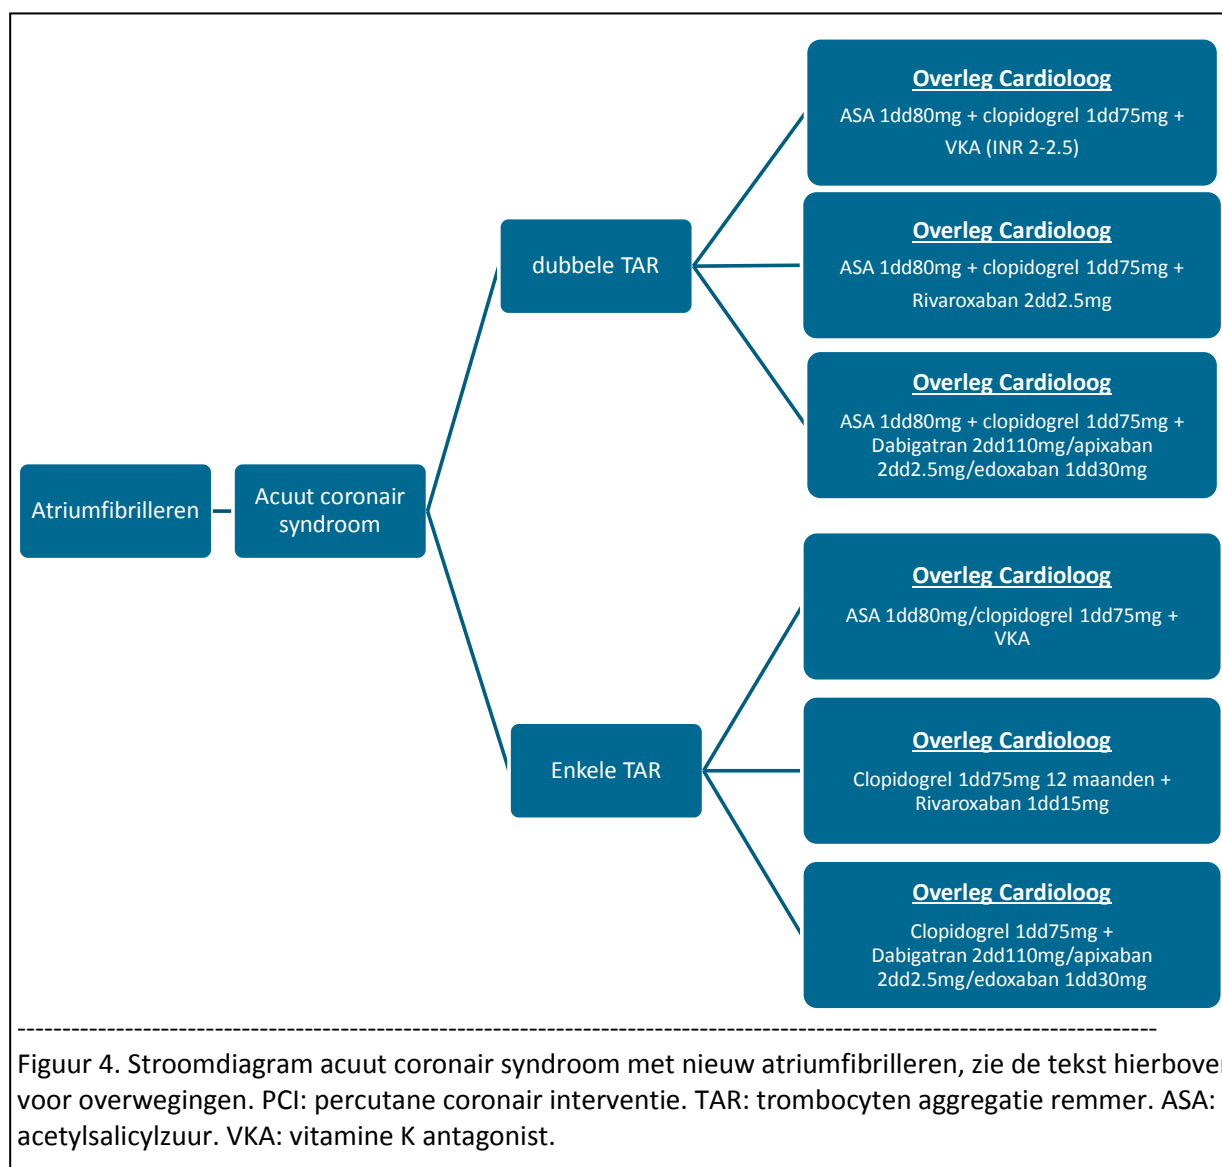 Overleg Cardioloog
ASA 1dd80mg + clopidogrel 1dd75mg +
VKA (INR 2-2.5)
dubbele TAR
Overleg Cardioloog
ASA 1dd80mg + clopidogrel 1dd75mg +
Rivaroxaban 2dd2.5mg
Overleg Cardioloog
ASA 1dd80mg + clopidogrel 1dd75mg +
Dabigatran 2dd110mg/apixaban
2dd2.5mg/edoxaban 1dd30mg
Atriumfibrilleren
Acuut coronair
syndroom
Overleg Cardioloog
ASA 1dd80mg/clopidogrel 1dd75mg +
VKA
Enkele TAR
Overleg Cardioloog
Clopidogrel 1dd75mg 12 maanden +
Rivaroxaban 1dd15mg
Overleg Cardioloog
Clopidogrel 1dd75mg +
Dabigatran 2dd110mg/apixaban
2dd2.5mg/edoxaban 1dd30mg
Figuur 4. Stroomdiagram acuut coronair syndroom met nieuw atriumfibrilleren, zie de tekst hierboven
voor overwegingen. PCI: percutane coronair interventie. TAR: trombocyten aggregatie remmer. ASA:
acetylsalicylzuur. VKA: vitamine K antagonist.